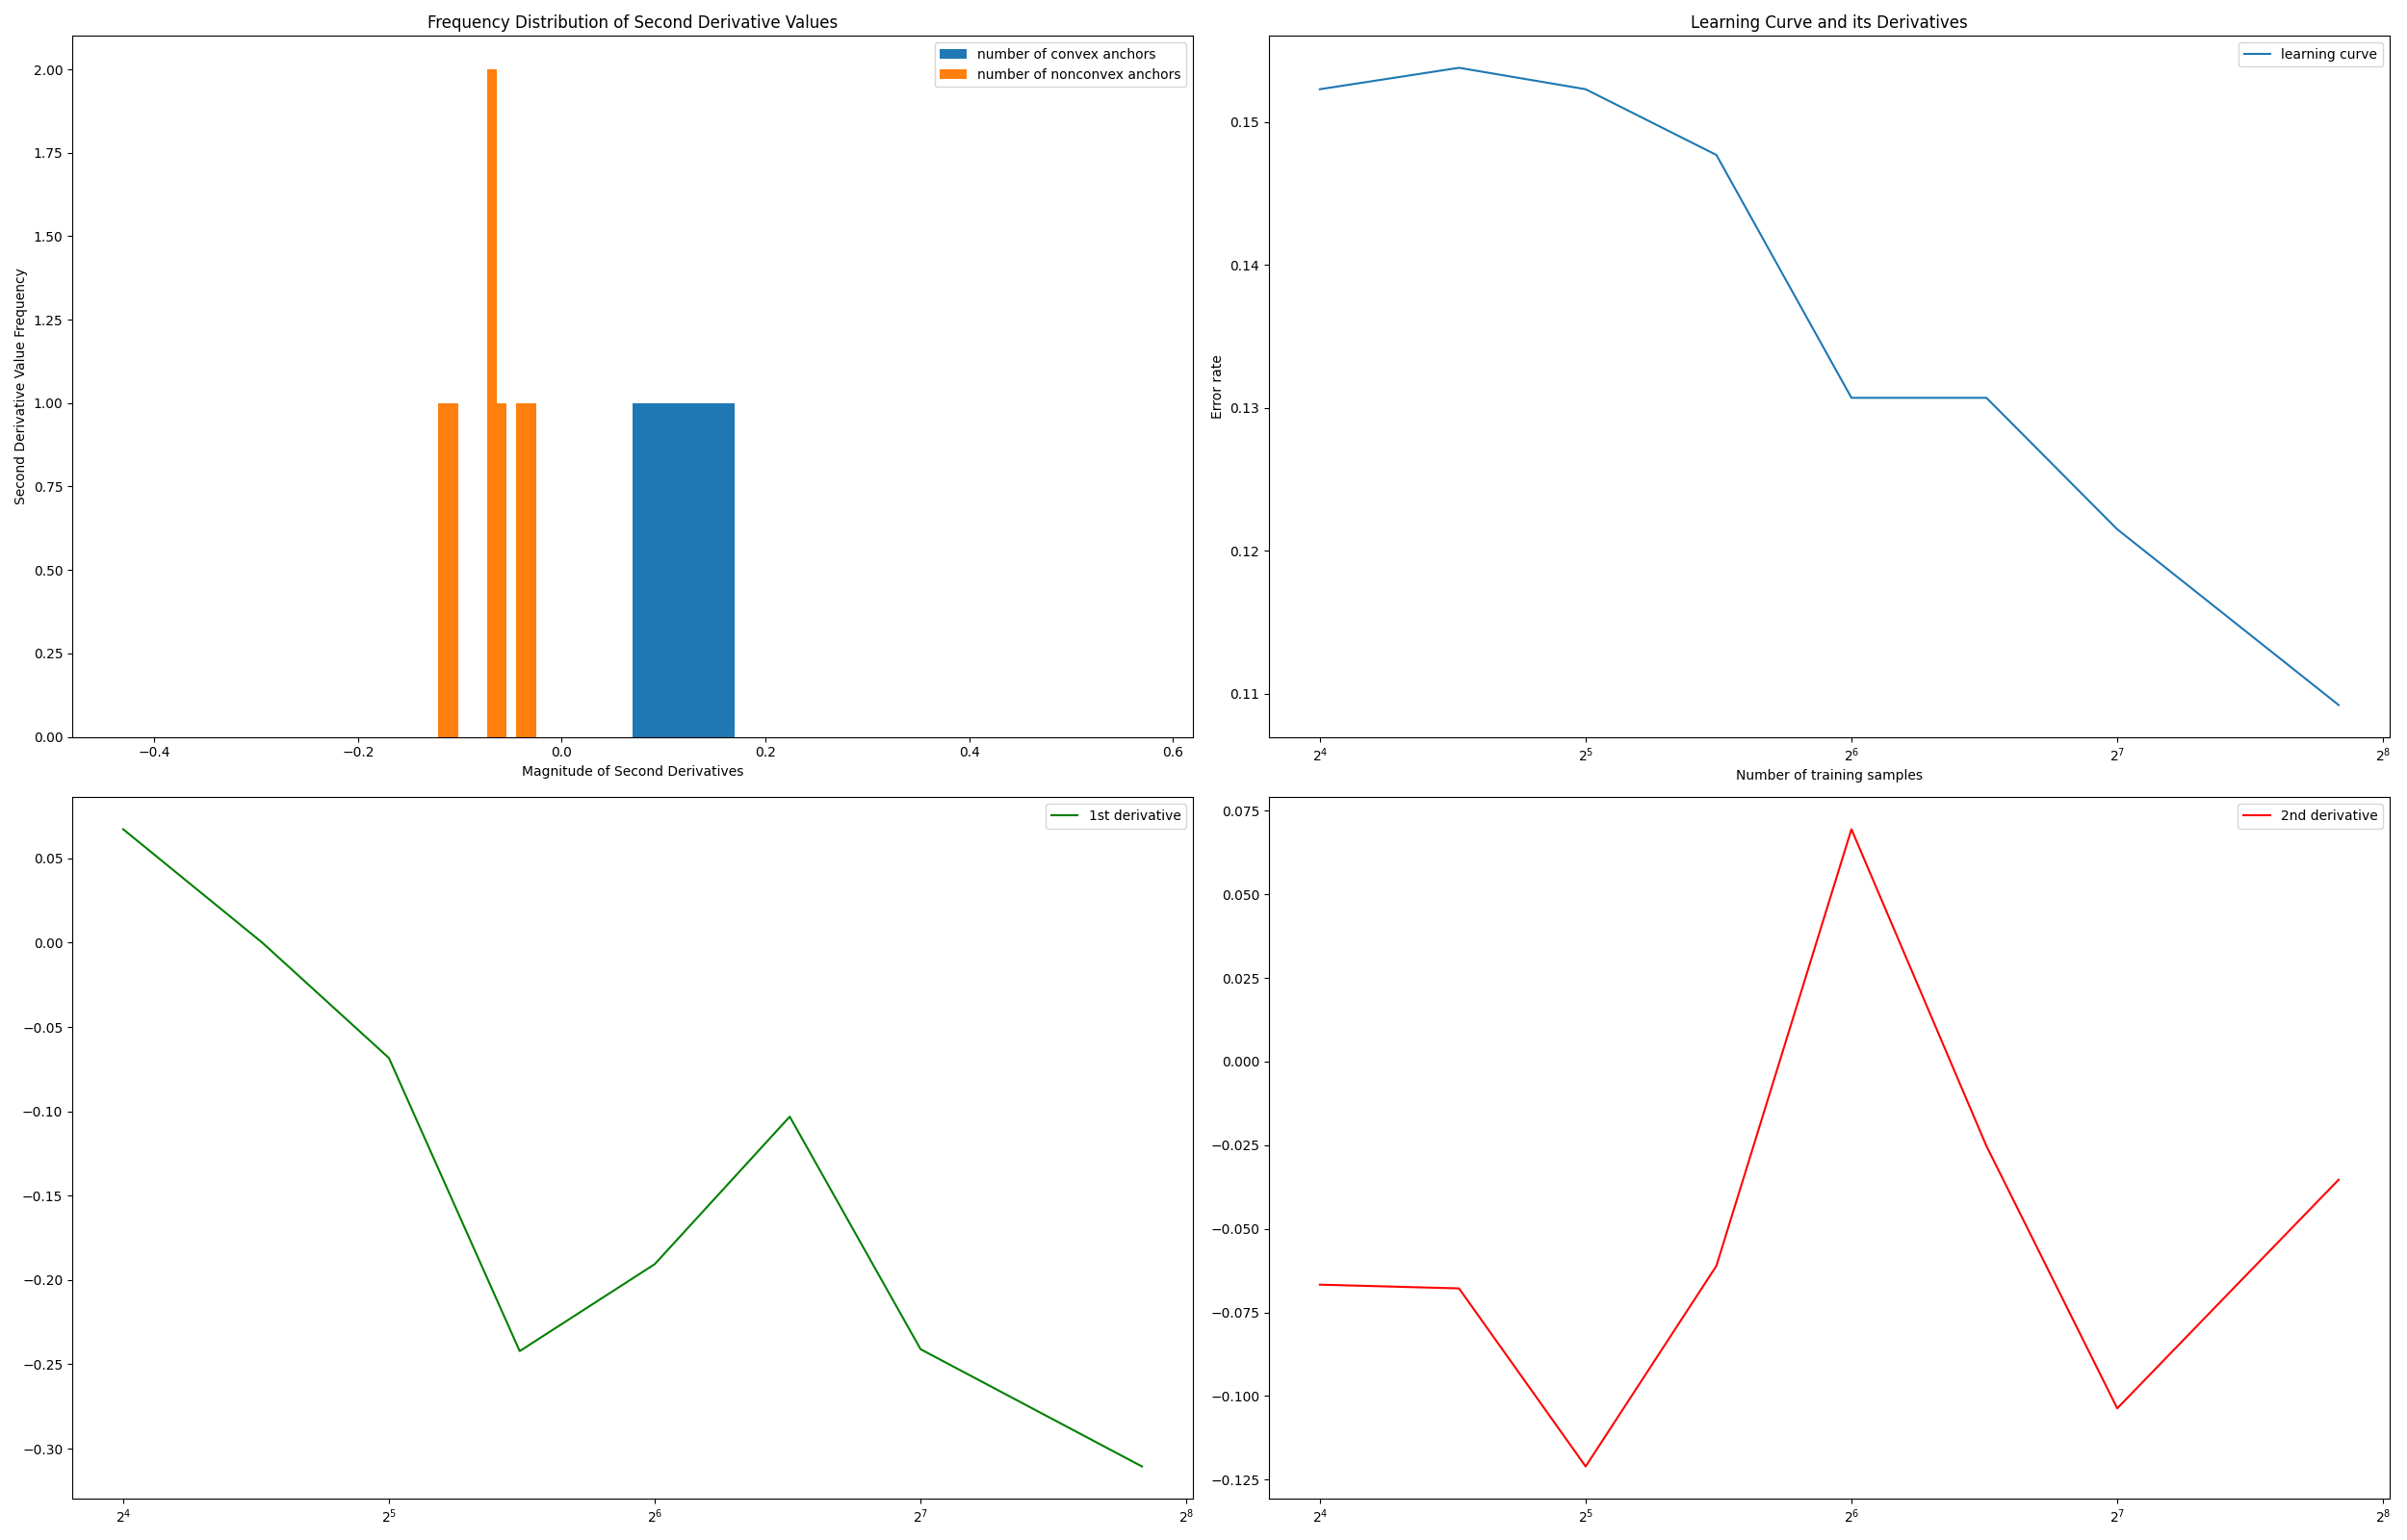 Frequency Distribution of Second Derivative Values
number of convex anchors
number of nonconvex anchors
2.00
1.75
1.50
1.25
1.00
0.75
0.50
0.25
0.00
Second Derivative Value Frequency
−0.4 −0.2 0.0 0.2 0.4 0.6
Magnitude of Second Derivatives
Learning Curve and its Derivatives
learning curve
0.15
0.14
0.13
0.12
0.11
Error rate
2⁴ 2⁵ 2⁶ 2⁷ 2⁸
Number of training samples
1st derivative
0.05
0.00
−0.05
−0.10
−0.15
−0.20
−0.25
−0.30
2⁴ 2⁵ 2⁶ 2⁷ 2⁸
2nd derivative
0.075
0.050
0.025
0.000
−0.025
−0.050
−0.075
−0.100
−0.125
2⁴ 2⁵ 2⁶ 2⁷ 2⁸